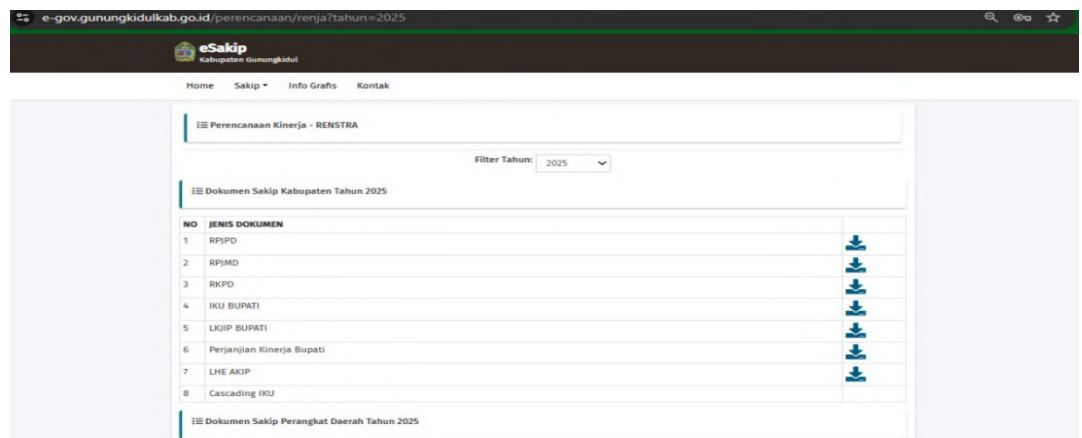 e-gov.gunungkidulkab.go.id/perencanaan/renja?tahun=2025
eSakip
Kabupaten Gunungkidul
Home Sakip Info Grafis Kontak
Perencanaan Kinerja - RENSTRA
Filter Tahun: 2025
Dokumen Sakip Kabupaten Tahun 2025
NO JENIS DOKUMEN
1 RPJPD
2 RPJMD
3 RKPD
4 IKU BUPATI
5 LKJIP BUPATI
6 Perjanjian Kinerja Bupati
7 LHE AKIP
8 Cascading IKU
Dokumen Sakip Perangkat Daerah Tahun 2025